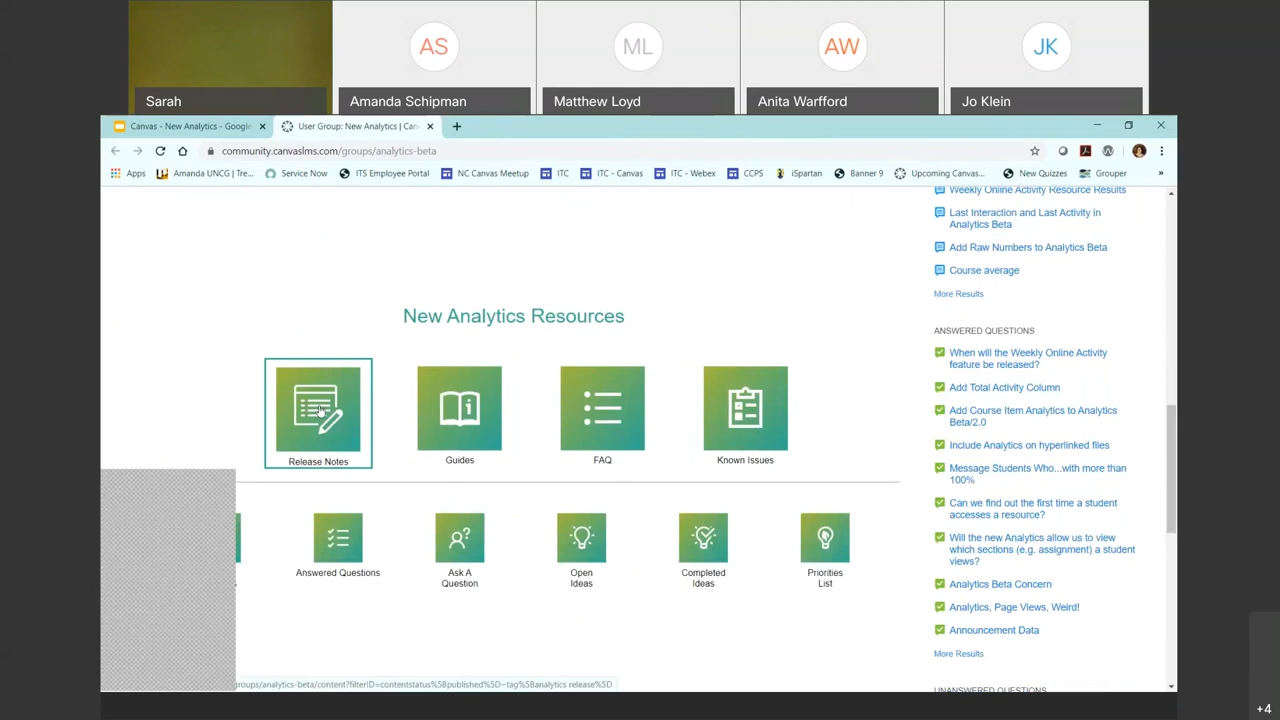 AS
ML
AW
JK
Sarah
Amanda Schipman
Matthew Loyd
Anita Warfford
Jo Klein
Canvas - New Analytics - Google
User Group: New Analytics | Can
community.canvaslms.com/groups/analytics-beta
Apps
Amanda UNCG | Tre...
Service Now
ITS Employee Portal
NC Canvas Meetup
ITC
ITC - Canvas
ITC - Webex
CCPS
iSpartan
Banner 9
Upcoming Canvas...
New Quizzes
Grouper
»
Weekly Online Activity Resource Results
Last Interaction and Last Activity in
Analytics Beta
Add Raw Numbers to Analytics Beta
Course average
More Results
New Analytics Resources
Release Notes
Guides
FAQ
Known Issues
Answered Questions
Ask A
Question
Open
Ideas
Completed
Ideas
Priorities
List
ANSWERED QUESTIONS
When will the Weekly Online Activity
feature be released?
Add Total Activity Column
Add Course Item Analytics to Analytics
Beta/2.0
Include Analytics on hyperlinked files
Message Students Who...with more than
100%
Can we find out the first time a student
accesses a resource?
Will the new Analytics allow us to view
which sections (e.g. assignment) a student
views?
Analytics Beta Concern
Analytics, Page Views, Weird!
Announcement Data
More Results
UNANSWERED QUESTIONS
groups/analytics-beta/content?filterID=contentstatus%5Bpublished%5D~tag%5Banalytics release%5D
+4